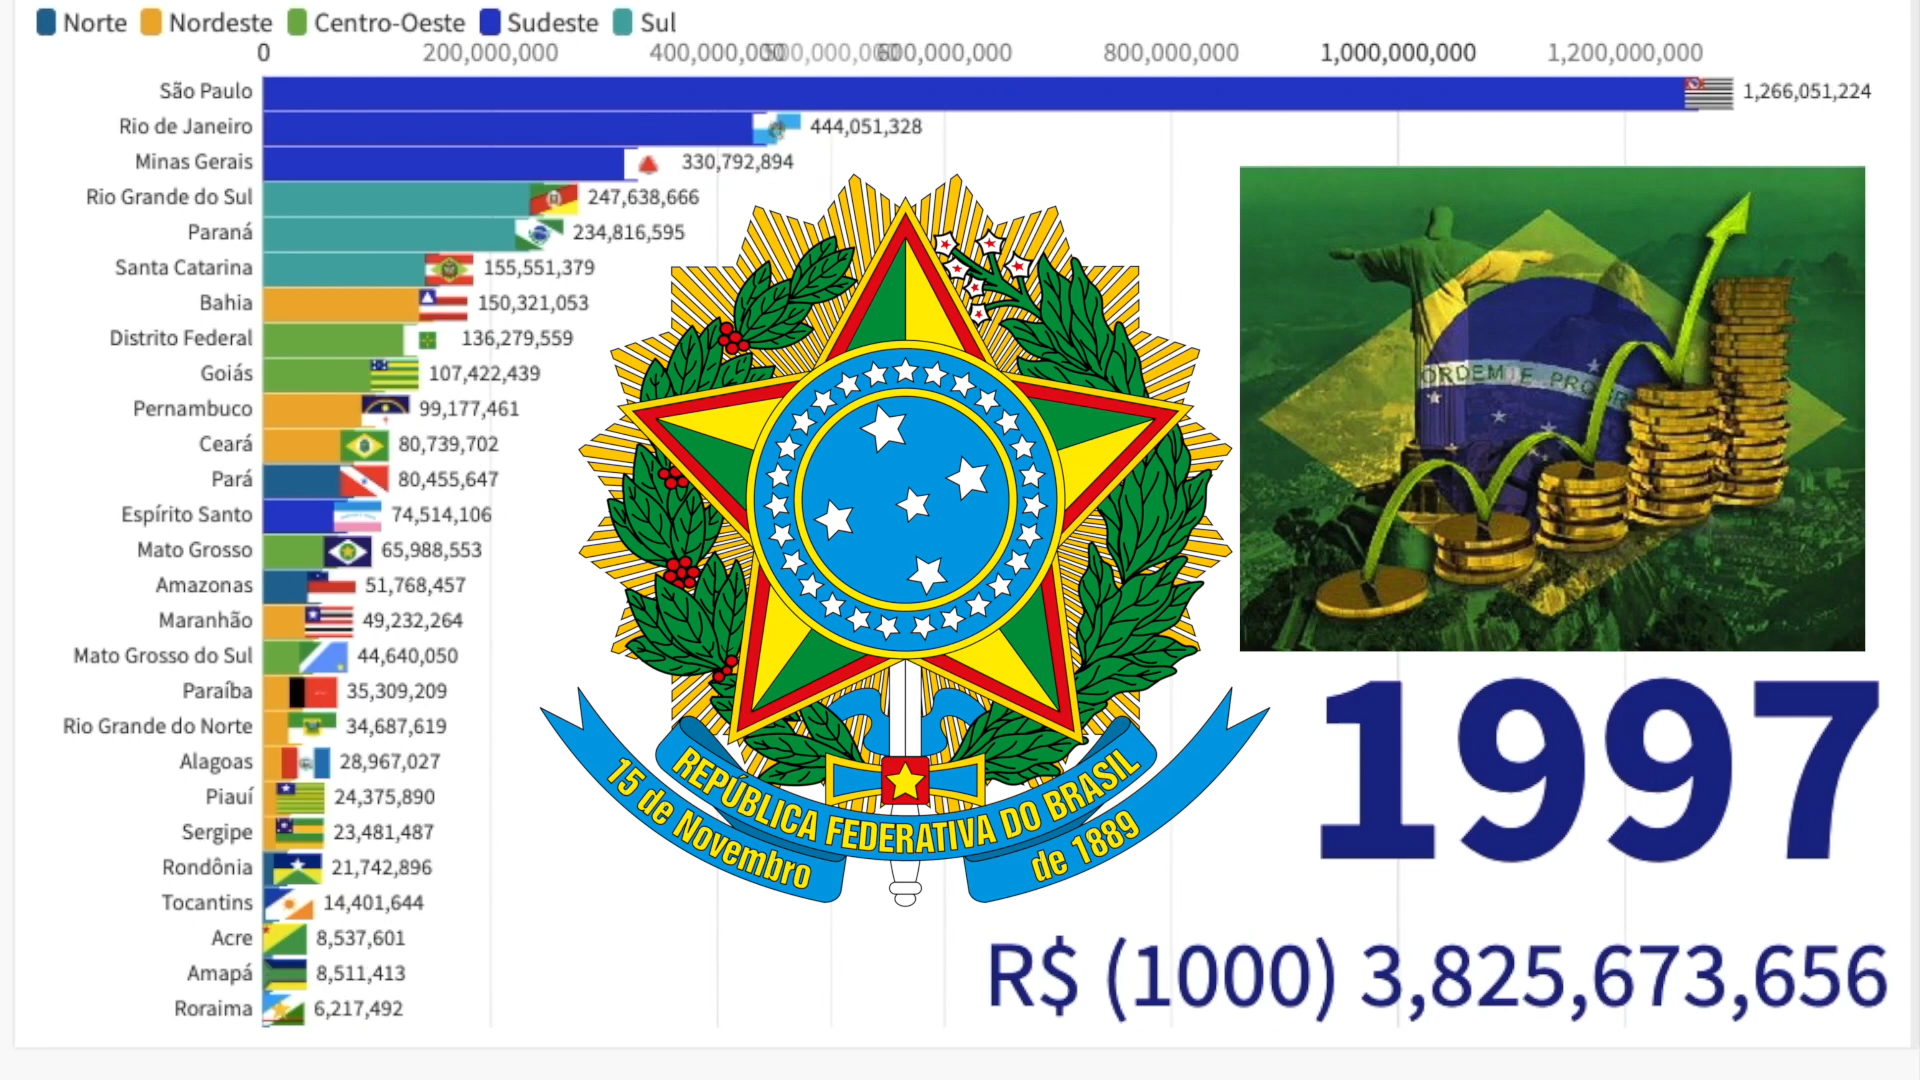 Norte Nordeste Centro-Oeste Sudeste Sul
0 200,000,000 400,000,000 500,000,000 600,000,000 800,000,000 1,000,000,000 1,200,000,000
São Paulo 1,266,051,224
Rio de Janeiro 444,051,328
Minas Gerais 330,792,894
Rio Grande do Sul 247,638,666
Paraná 234,816,595
Santa Catarina 155,551,379
Bahia 150,321,053
Distrito Federal 136,279,559
Goiás 107,422,439
Pernambuco 99,177,461
Ceará 80,739,702
Pará 80,455,647
Espírito Santo 74,514,106
Mato Grosso 65,988,553
Amazonas 51,768,457
Maranhão 49,232,264
Mato Grosso do Sul 44,640,050
Paraíba 35,309,209
Rio Grande do Norte 34,687,619
Alagoas 28,967,027
Piauí 24,375,890
Sergipe 23,481,487
Rondônia 21,742,896
Tocantins 14,401,644
Acre 8,537,601
Amapá 8,511,413
Roraima 6,217,492
REPÚBLICA FEDERATIVA DO BRASIL
15 de Novembro de 1889
ORDEM E PROGR
1997
R$ (1000) 3,825,673,656